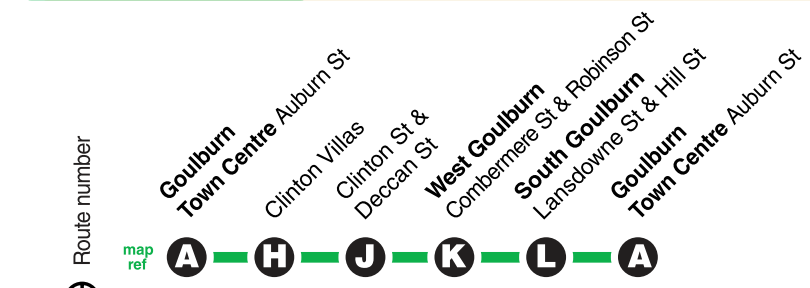 Route number
Goulburn
Town Centre Auburn St
Clinton Villas
Clinton St &
Deccan St
West Goulburn
Combermere St & Robinson St
South Goulburn
Lansdowne St & Hill St
Goulburn
Town Centre Auburn St
map
ref
A H J K L A